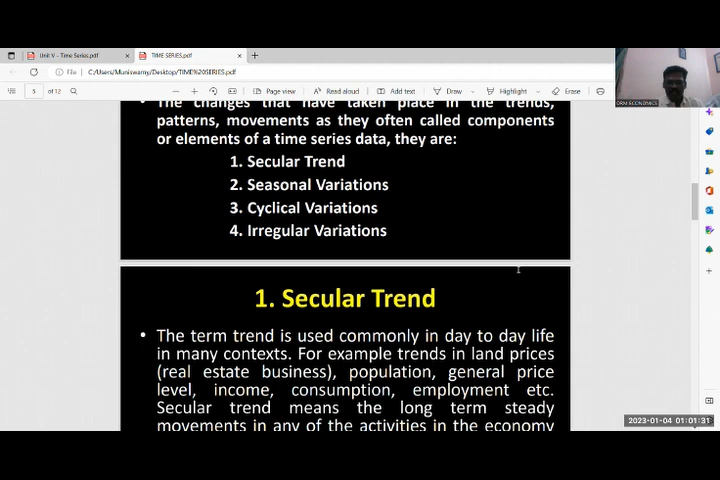 Unit V - Time Series.pdf
TIME SERIES.pdf
File
C:/Users/Muniswamy/Desktop/TIME%20SERIES.pdf
5 of 12
Page view
Read aloud
Add text
Draw
Highlight
Erase
DRM ECONOMICS
• The changes that have taken place in the trends,
patterns, movements as they often called components
or elements of a time series data, they are:
1. Secular Trend
2. Seasonal Variations
3. Cyclical Variations
4. Irregular Variations
1. Secular Trend
• The term trend is used commonly in day to day life
in many contexts. For example trends in land prices
(real estate business), population, general price
level, income, consumption, employment etc.
Secular trend means the long term steady
movements in any of the activities in the economy
2023-01-04 01:01:31